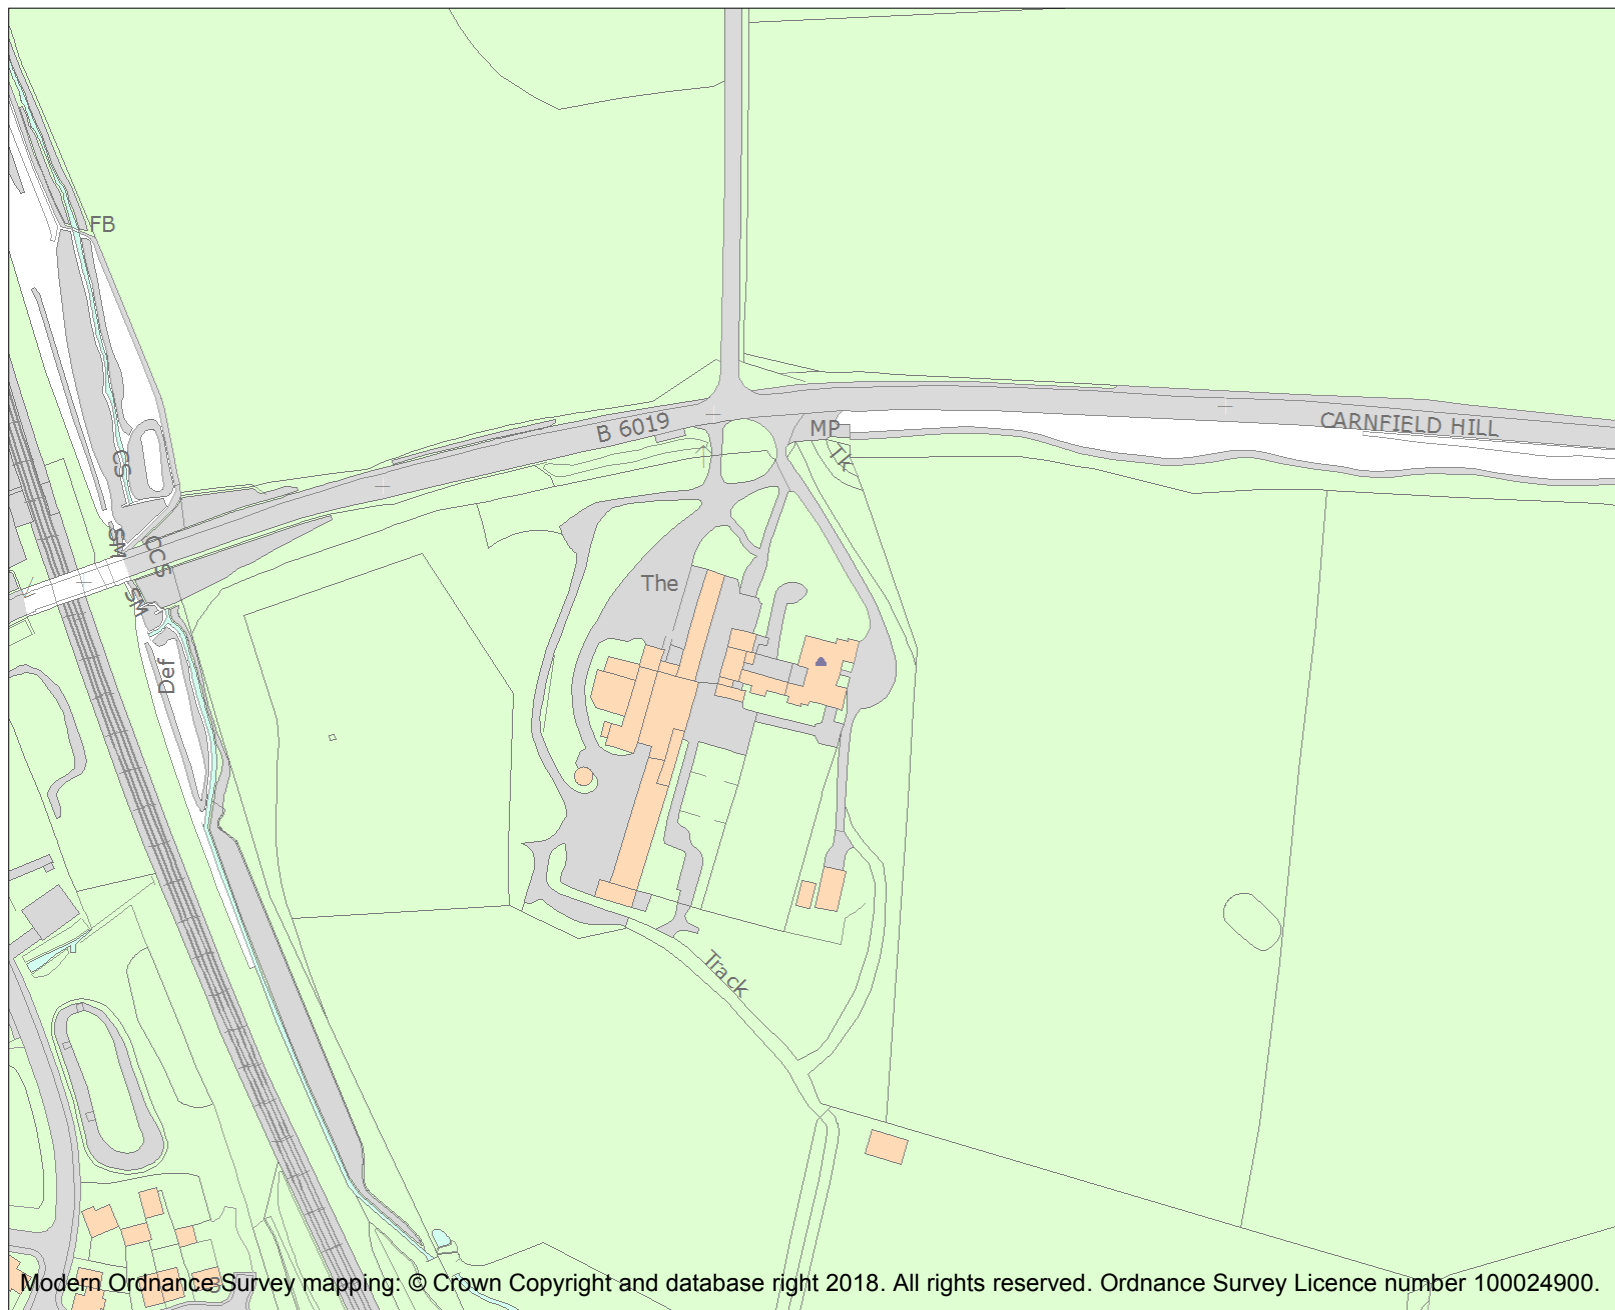 FB
B 6019
MP
CARNFIELD HILL
Tk
CS
SM
CCS
The
SM
Def
Track
Modern Ordnance Survey mapping: © Crown Copyright and database right 2018. All rights reserved. Ordnance Survey Licence number 100024900.